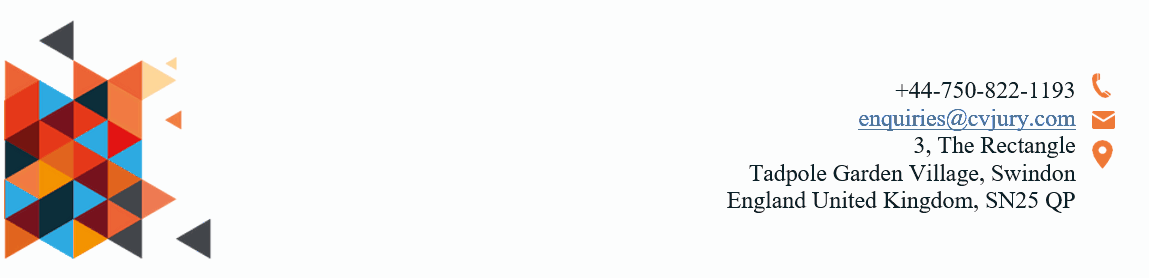 +44-750-822-1193
enquiries@cvjury.com
3, The Rectangle
Tadpole Garden Village, Swindon
England United Kingdom, SN25 QP